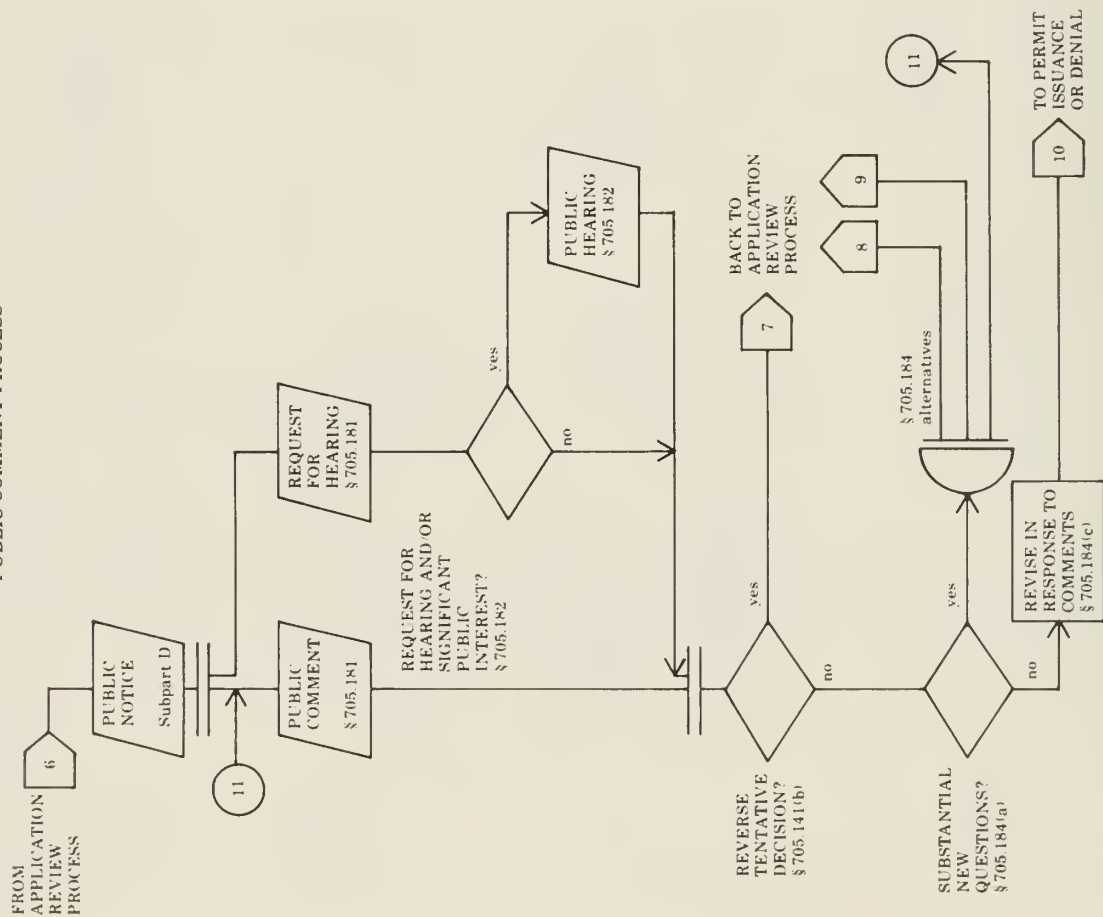 PUBLIC COMMENT PROCESS
FROM
APPLICATION
REVIEW
PROCESS
6
PUBLIC
NOTICE
Subpart D
11
PUBLIC
COMMENT
§ 705.181
REQUEST
FOR
HEARING
§ 705.181
REQUEST FOR
HEARING AND/OR
SIGNIFICANT
PUBLIC
INTEREST?
§ 705.182
yes
no
PUBLIC
HEARING
§ 705.182
REVERSE
TENTATIVE
DECISION?
§ 705.141(b)
yes
no
7
BACK TO
APPLICATION
REVIEW
PROCESS
SUBSTANTIAL
NEW
QUESTIONS?
§ 705.184(a)
yes
no
§ 705.184
alternatives
8
9
11
REVISE IN
RESPONSE TO
COMMENTS
§ 705.184(c)
10
TO PERMIT
ISSUANCE
OR DENIAL